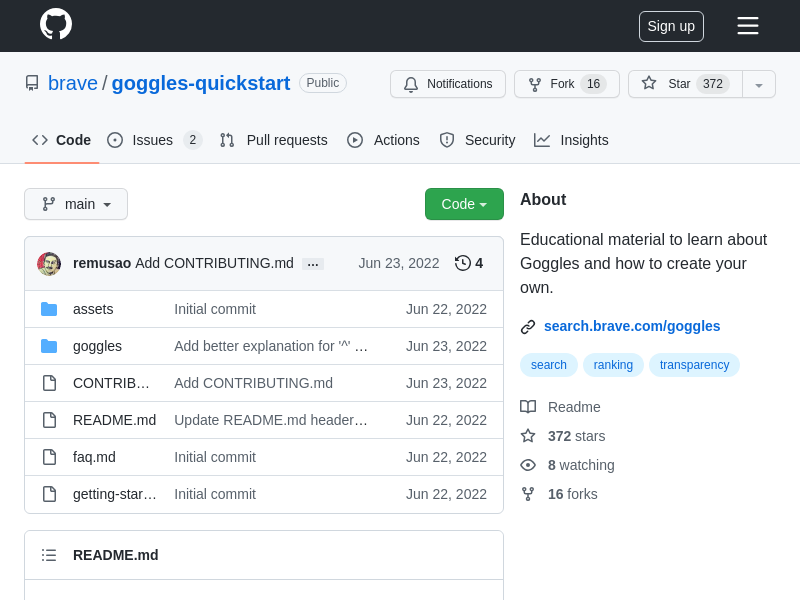 Sign up
brave / goggles-quickstart Public
Notifications Fork 16 Star 372
Code Issues 2 Pull requests Actions Security Insights
main Code
remusao Add CONTRIBUTING.md ... Jun 23, 2022 4
assets Initial commit Jun 22, 2022
goggles Add better explanation for '^' ... Jun 23, 2022
CONTRIB... Add CONTRIBUTING.md Jun 23, 2022
README.md Update README.md header... Jun 22, 2022
faq.md Initial commit Jun 22, 2022
getting-star... Initial commit Jun 22, 2022
README.md
About
Educational material to learn about
Goggles and how to create your
own.
search.brave.com/goggles
search ranking transparency
Readme
372 stars
8 watching
16 forks